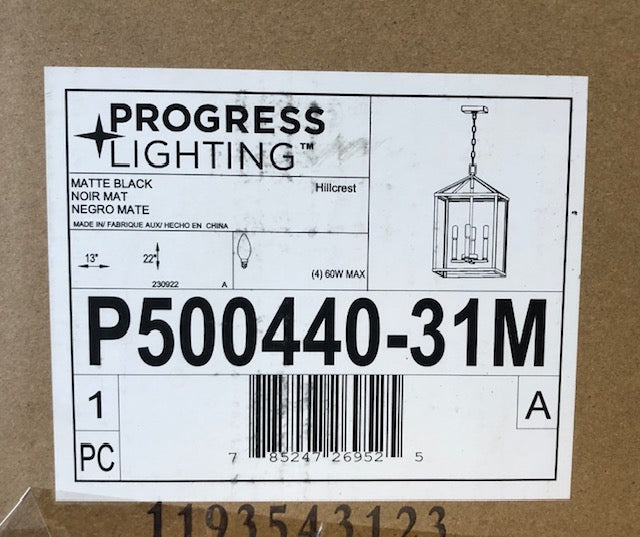 PROGRESS
LIGHTING™
MATTE BLACK
NOIR MAT
NEGRO MATE
Hillcrest
MADE IN/ FABRIQUE AUX/ HECHO EN CHINA
13" 22"
230922 A
(4) 60W MAX
P500440-31M
1
PC
A
7 85247 26952 5
1193543123